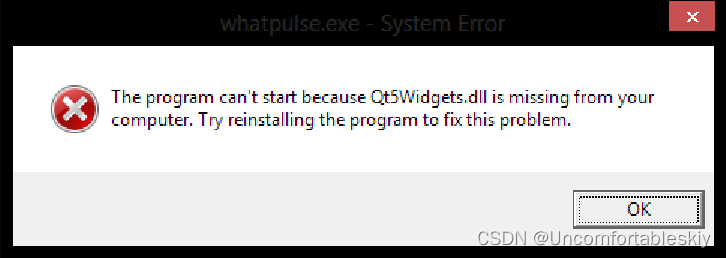 whatpulse.exe - System Error
The program can't start because Qt5Widgets.dll is missing from your
computer. Try reinstalling the program to fix this problem.
OK
CSDN @Uncomfortableskiy